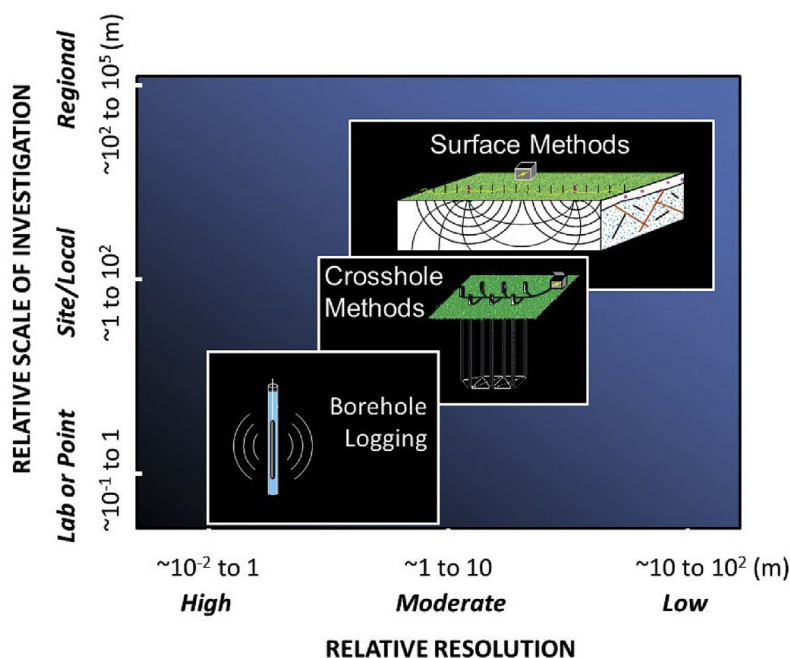 RELATIVE SCALE OF INVESTIGATION
Regional
~10² to 10⁵ (m)
Site/Local
~1 to 10²
Lab or Point
~10⁻¹ to 1
Surface Methods
Crosshole
Methods
Borehole
Logging
~10⁻² to 1
~1 to 10
~10 to 10² (m)
High
Moderate
Low
RELATIVE RESOLUTION